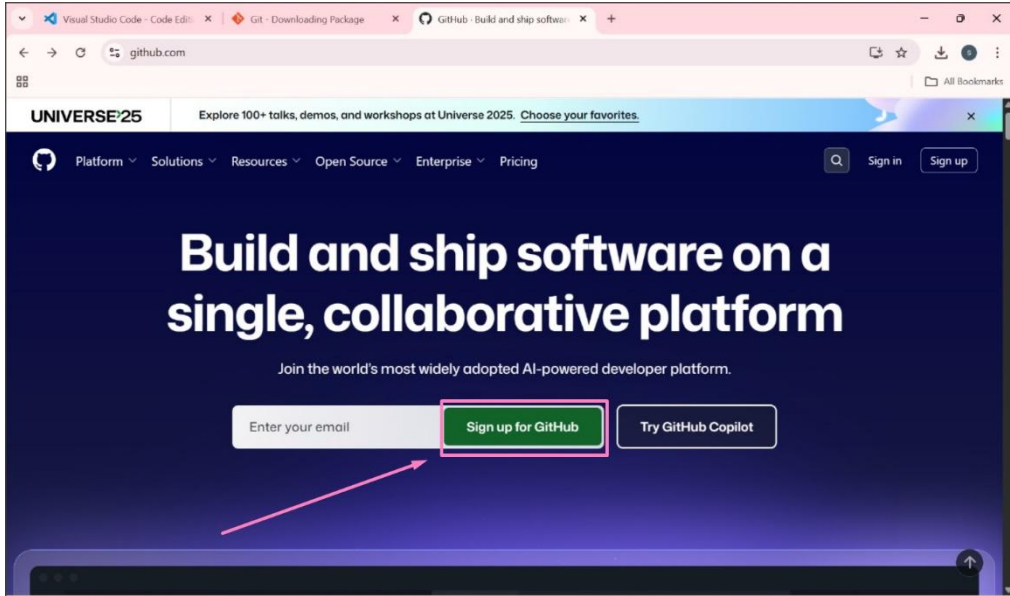 Visual Studio Code - Code Edit
Git - Downloading Package
GitHub · Build and ship softwar
github.com
All Bookmarks
UNIVERSE'25
Explore 100+ talks, demos, and workshops at Universe 2025. Choose your favorites.
Platform Solutions Resources Open Source Enterprise Pricing
Sign in
Sign up
Build and ship software on a
single, collaborative platform
Join the world's most widely adopted AI-powered developer platform.
Enter your email
Sign up for GitHub
Try GitHub Copilot